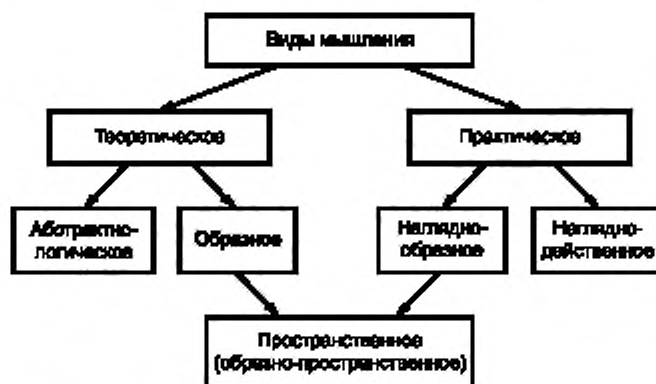 Виды мышления
Теоретическое
Практическое
Абстрактно-
логическое
Образное
Наглядно-
образное
Наглядно-
действенное
Пространственное
(образно-пространственное)